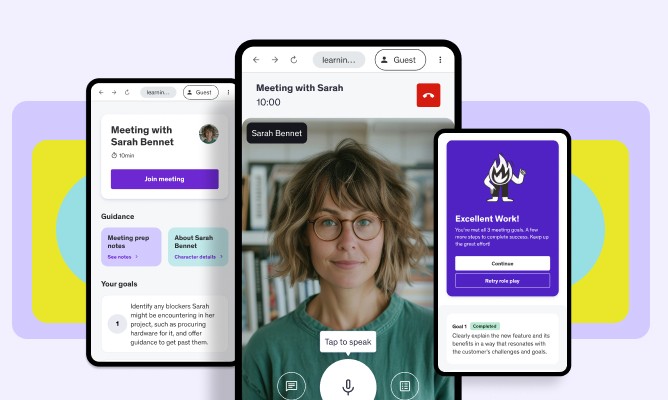 learnin...
Guest
Meeting with
Sarah Bennet
10min
Join meeting
Guidance
Meeting prep
notes
See notes
About Sarah
Bennet
Character details
Your goals
1
Identify any blockers Sarah
might be encountering in her
project, such as procuring
hardware for it, and offer
guidance to get past them.
learnin...
Guest
Meeting with Sarah
10:00
Sarah Bennet
Tap to speak
Excellent Work!
You've met all 3 meeting goals. A few
more steps to complete success. Keep up
the great effort!
Continue
Retry role play
Goal 1 Completed
Clearly explain the new feature and its
benefits in a way that resonates with
the customer's challenges and goals.